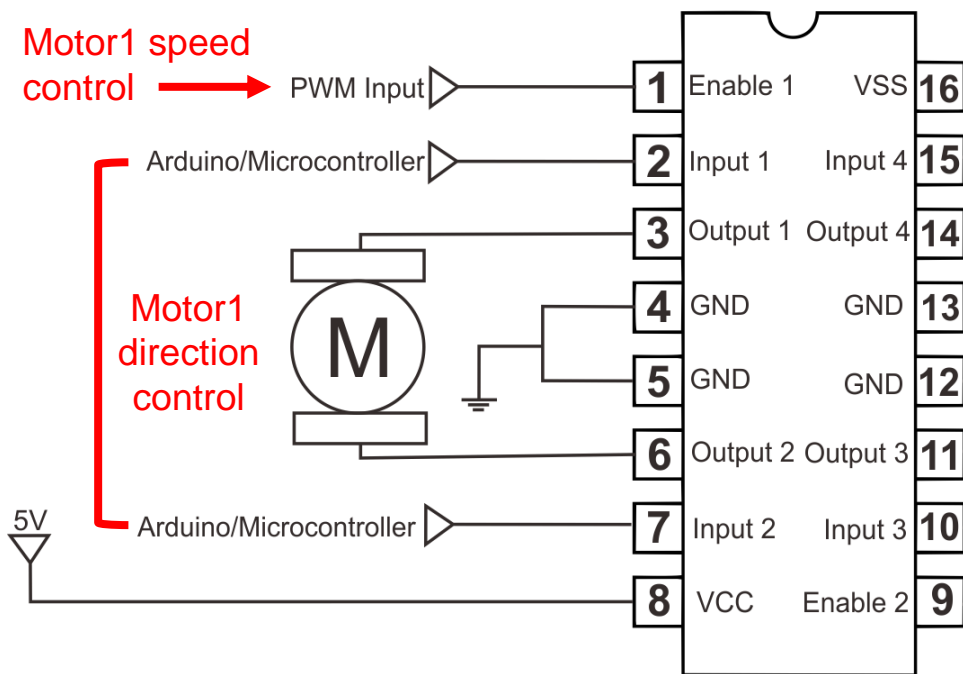 Motor1 speed
control
PWM Input
1 Enable 1 VSS 16
Arduino/Microcontroller
2 Input 1 Input 4 15
3 Output 1 Output 4 14
Motor1
direction
control
M
4 GND GND 13
5 GND GND 12
6 Output 2 Output 3 11
5V
Arduino/Microcontroller
7 Input 2 Input 3 10
8 VCC Enable 2 9